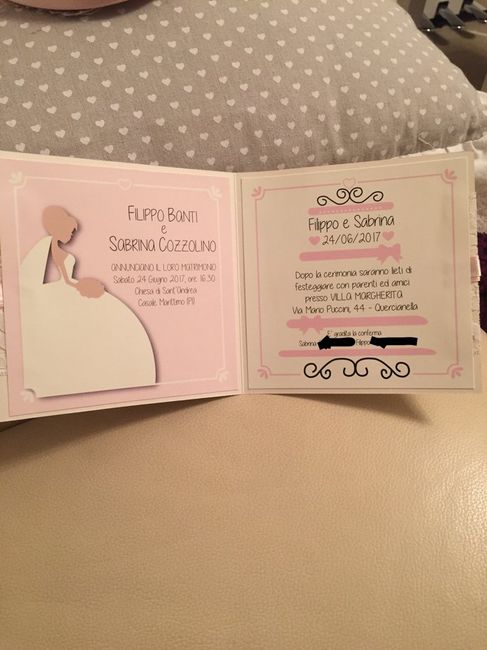 FILIPPO BANTI
e
SABRINA COZZOLINO
ANNUNCIANO IL LORO MATRIMONIO
Sabato 24 Giugno 2017, ore 16.30
Chiesa di Sant'Andrea
Casale Marittimo (PI)
Filippo e Sabrina
24/06/2017
Dopo la cerimonia saranno lieti di
festeggiare con parenti ed amici
presso VILLA MARGHERITA
Via Mario Puccini, 44 - Quercianella
E' gradita la conferma
Sabrina Filippo